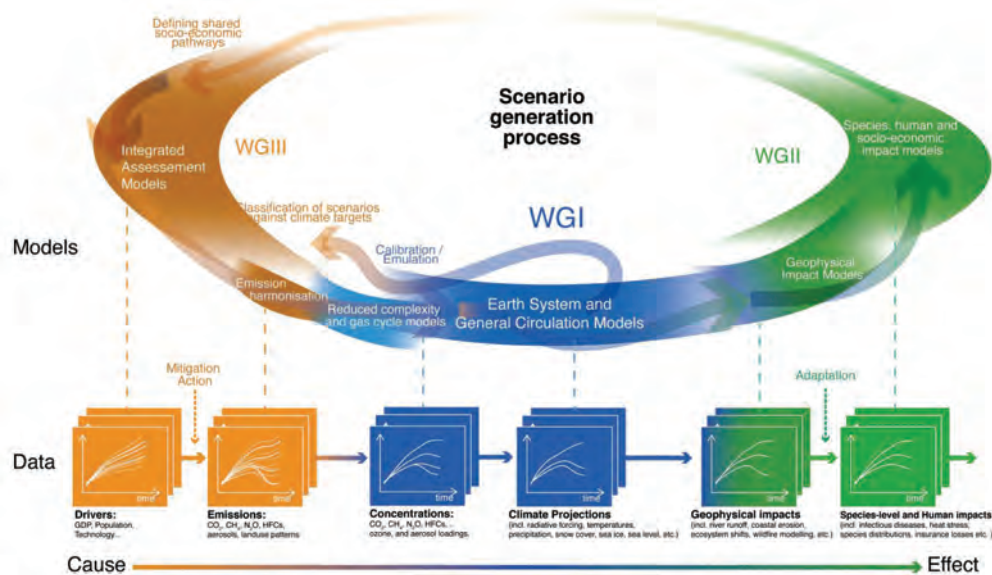 Defining shared
socio-economic
pathways
Scenario
generation
process
WGIII
WGII
WGI
Integrated
Assessement
Models
Species, human and
socio-economic
impact models
Classification of scenarios
against climate targets
Calibration /
Emulation
Models
Geophysical
Impact Models
Emission
harmonisation
Reduced complexity
and gas cycle models
Earth System and
General Circulation Models
Mitigation
Action
Adaptation
Data
time
time
time
time
time
time
Drivers:
GDP, Population,
Technology...
Emissions:
CO₂, CH₄, N₂O, HFCs,
aerosols, landuse patterns
Concentrations:
CO₂, CH₄, N₂O, HFCs, ..
ozone, and aerosol loadings.
Climate Projections
(incl. radiative forcing, temperatures,
precipitation, snow cover, sea ice, sea level, etc.)
Geophysical impacts
(incl. river runoff, coastal erosion,
ecosystem shifts, wildfire modelling, etc.)
Species-level and Human impacts
(incl. infectious diseases, heat stress,
species distributions, insurance losses etc. )
Cause
Effect